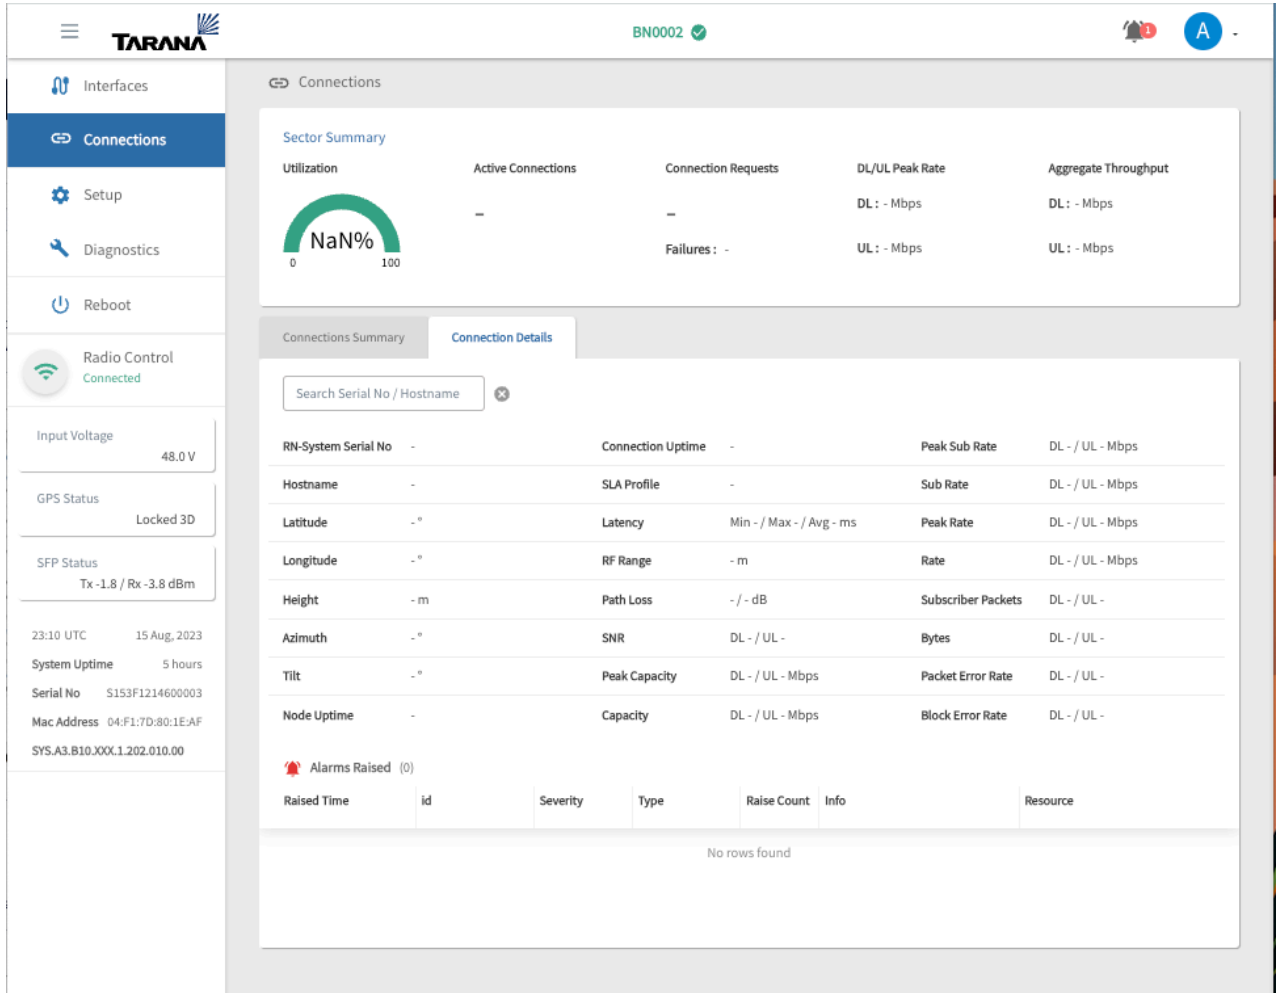 TARANA
BN0002
1
A
Interfaces
Connections
Setup
Diagnostics
Reboot
Radio Control
Connected
Input Voltage
48.0 V
GPS Status
Locked 3D
SFP Status
Tx -1.8 / Rx -3.8 dBm
23:10 UTC 15 Aug, 2023
System Uptime 5 hours
Serial No S153F1214600003
Mac Address 04:F1:7D:80:1E:AF
SYS.A3.B10.XXX.1.202.010.00
Connections
Sector Summary
Utilization Active Connections Connection Requests DL/UL Peak Rate Aggregate Throughput
NaN%
0 100
-
-
Failures : -
DL : - Mbps
UL : - Mbps
DL : - Mbps
UL : - Mbps
Connections Summary Connection Details
Search Serial No / Hostname
RN-System Serial No - Connection Uptime - Peak Sub Rate DL - / UL - Mbps
Hostname - SLA Profile - Sub Rate DL - / UL - Mbps
Latitude - ° Latency Min - / Max - / Avg - ms Peak Rate DL - / UL - Mbps
Longitude - ° RF Range - m Rate DL - / UL - Mbps
Height - m Path Loss - / - dB Subscriber Packets DL - / UL -
Azimuth - ° SNR DL - / UL - Bytes DL - / UL -
Tilt - ° Peak Capacity DL - / UL - Mbps Packet Error Rate DL - / UL -
Node Uptime - Capacity DL - / UL - Mbps Block Error Rate DL - / UL -
Alarms Raised (0)
Raised Time id Severity Type Raise Count Info Resource
No rows found